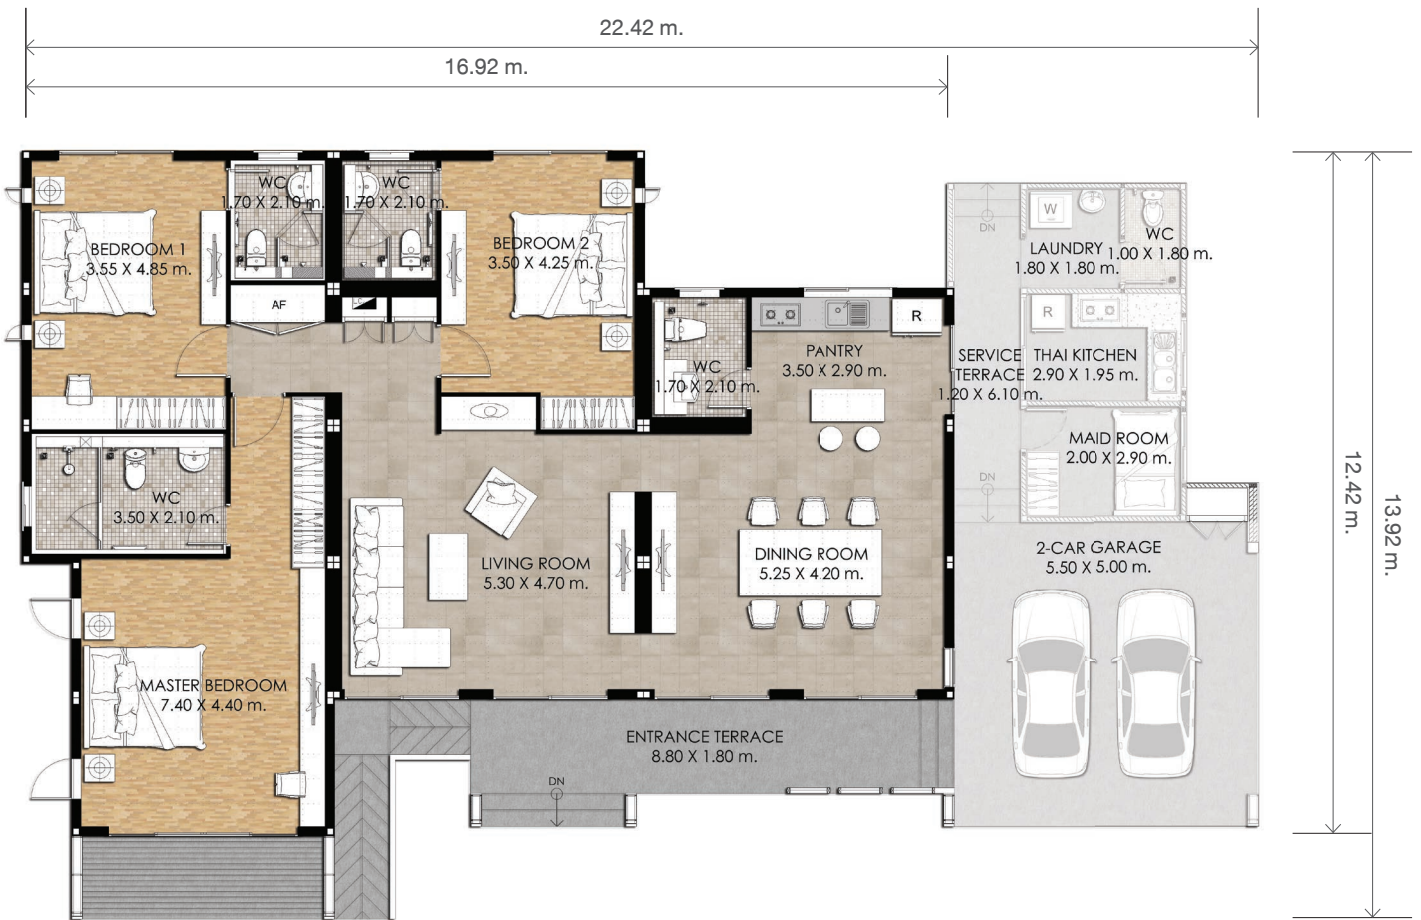 22.42 m.
16.92 m.
WC
1.70 X 2.10 m.
WC
1.70 X 2.10 m.
BEDROOM 1
3.55 X 4.85 m.
BEDROOM 2
3.50 X 4.25 m.
AF
C
W
DN
LAUNDRY
1.80 X 1.80 m.
WC
1.00 X 1.80 m.
R
R
PANTRY
3.50 X 2.90 m.
WC
1.70 X 2.10 m.
SERVICE
TERRACE
1.20 X 6.10 m.
THAI KITCHEN
2.90 X 1.95 m.
MAID ROOM
2.00 X 2.90 m.
DN
WC
3.50 X 2.10 m.
LIVING ROOM
5.30 X 4.70 m.
DINING ROOM
5.25 X 4.20 m.
2-CAR GARAGE
5.50 X 5.00 m.
12.42 m.
13.92 m.
MASTER BEDROOM
7.40 X 4.40 m.
ENTRANCE TERRACE
8.80 X 1.80 m.
DN